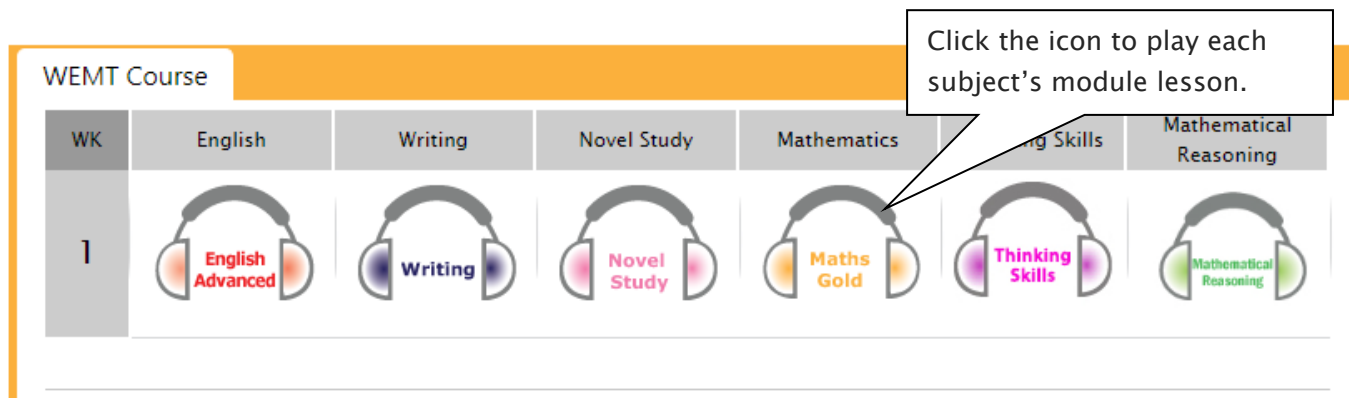 Click the icon to play each
subject's module lesson.
WEMT Course
WK
English
Writing
Novel Study
Mathematics
ng Skills
Mathematical
Reasoning
1
English
Advanced
Writing
Novel
Study
Maths
Gold
Thinking
Skills
Mathematical
Reasoning